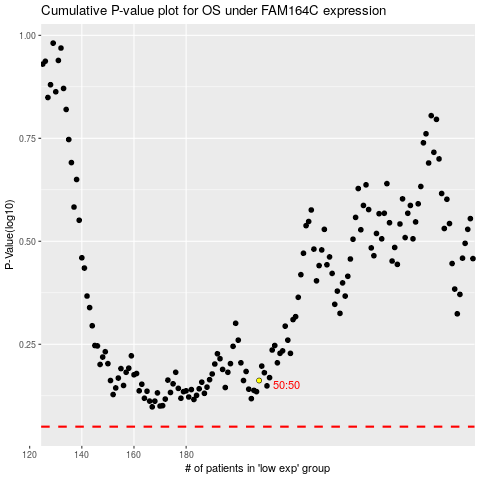 Cumulative P-value plot for OS under FAM164C expression
P-Value(log10)
1.00
0.75
0.50
0.25
50:50
120 140 160 180
# of patients in 'low exp' group